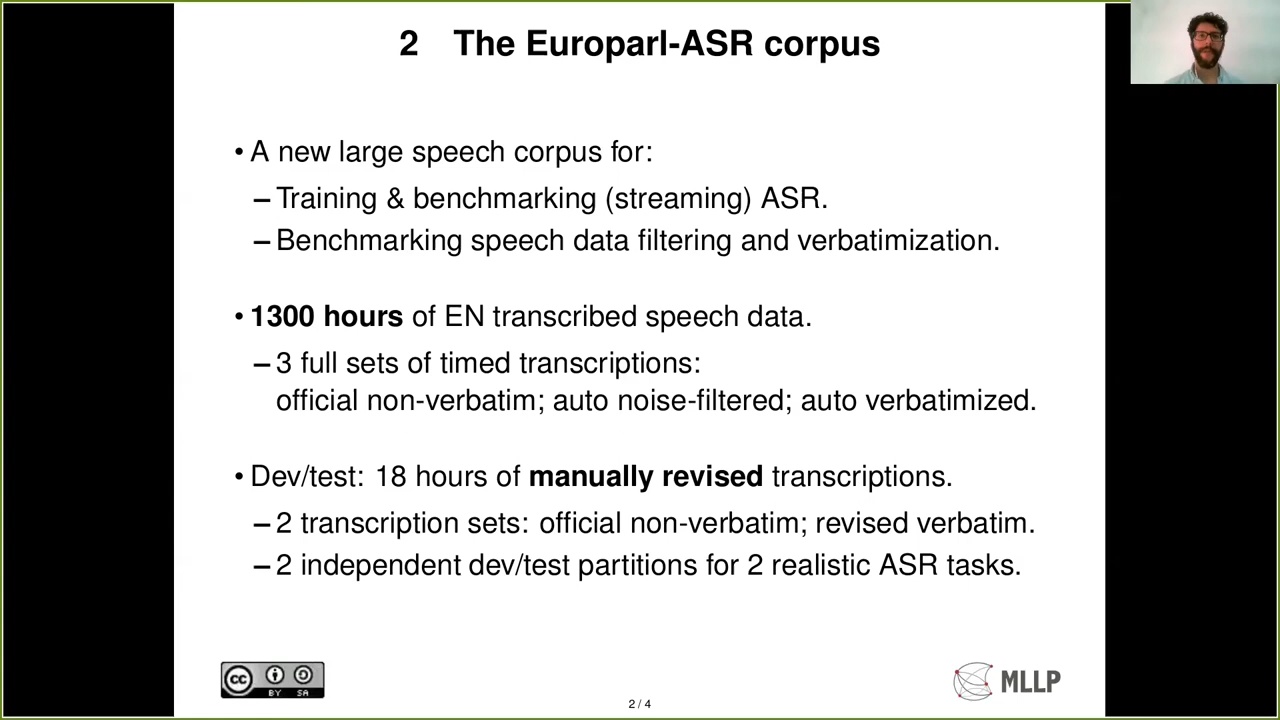 2 The Europarl-ASR corpus
• A new large speech corpus for:
– Training & benchmarking (streaming) ASR.
– Benchmarking speech data filtering and verbatimization.
• 1300 hours of EN transcribed speech data.
– 3 full sets of timed transcriptions:
official non-verbatim; auto noise-filtered; auto verbatimized.
• Dev/test: 18 hours of manually revised transcriptions.
– 2 transcription sets: official non-verbatim; revised verbatim.
– 2 independent dev/test partitions for 2 realistic ASR tasks.
cc BY SA
2 / 4
MLLP